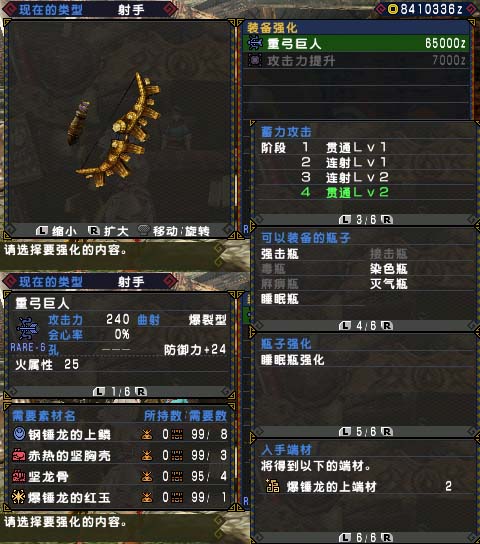 现在的类型 射手
8410336z
装备强化
重弓巨人 65000z
攻击力提升 7000z
L 缩小 R 扩大 移动/旋转
请选择要强化的内容。
蓄力攻击
阶段 1 贯通Lv1
2 连射Lv1
3 连射Lv2
4 贯通Lv2
L 3/6 R
可以装备的瓶子
强击瓶 接击瓶
毒瓶 染色瓶
麻痹瓶 灭气瓶
睡眠瓶
L 4/6 R
现在的类型 射手
重弓巨人
攻击力 240 曲射 爆裂型
会心率 0%
RARE-6 孔 --- 防御力+24
火属性 25
L 1/6 R
需要素材名 所持数/需要数
钢锤龙的上鳞 0 99/ 8
赤热的坚胸壳 0 99/ 3
坚龙骨 0 95/ 4
爆锤龙的红玉 0 99/ 1
请选择要强化的内容。
瓶子强化
睡眠瓶强化
L 5/6 R
入手端材
将得到以下的端材。
爆锤龙的上端材 2
L 6/6 R